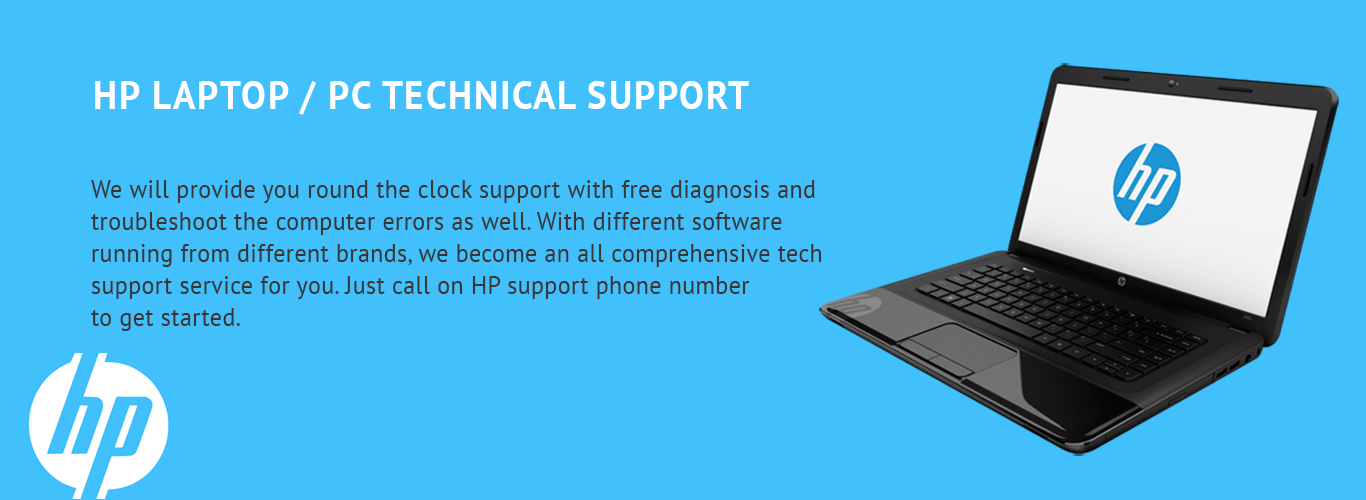 HP LAPTOP / PC TECHNICAL SUPPORT
We will provide you round the clock support with free diagnosis and
troubleshoot the computer errors as well. With different software
running from different brands, we become an all comprehensive tech
support service for you. Just call on HP support phone number
to get started.
hp
hp